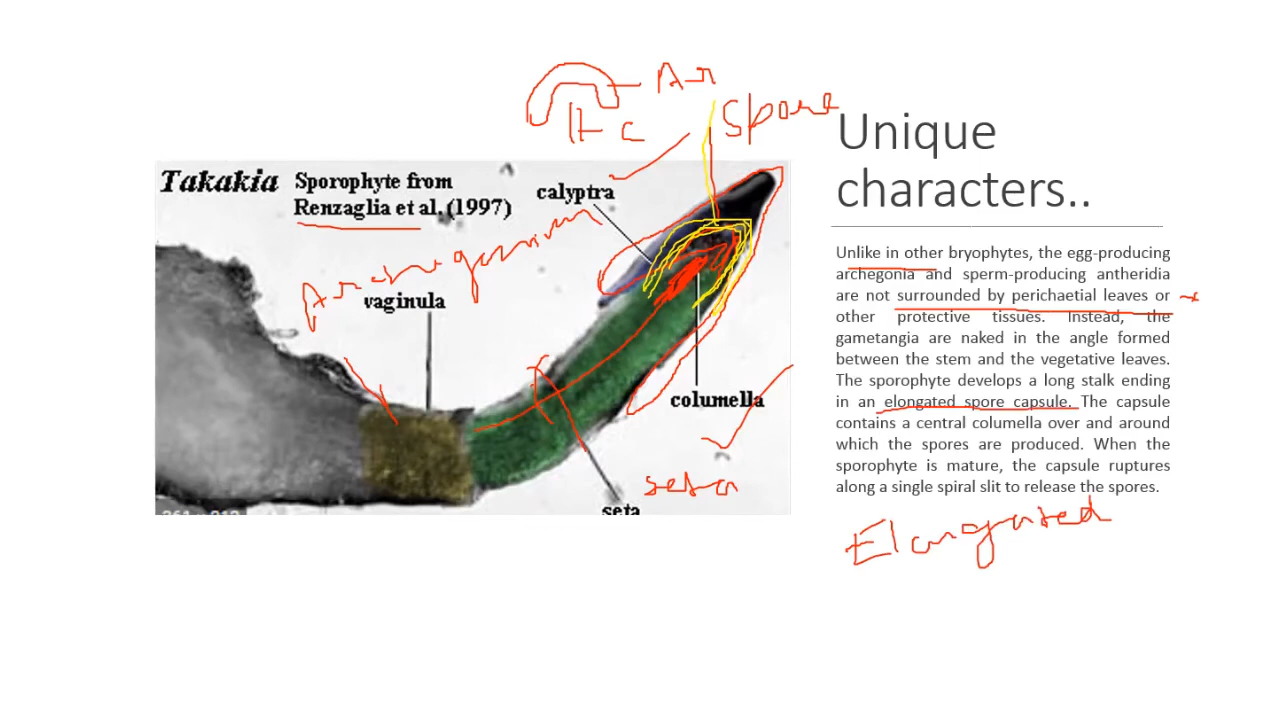 Ar
H c
Spore
Takakia Sporophyte from
Renzaglia et al. (1997)
calyptra
vaginula
columella
seta
seta
Unique
characters..
Unlike in other bryophytes, the egg-producing
archegonia and sperm-producing antheridia
are not surrounded by perichaetial leaves or
other protective tissues. Instead, the
gametangia are naked in the angle formed
between the stem and the vegetative leaves.
The sporophyte develops a long stalk ending
in an elongated spore capsule. The capsule
contains a central columella over and around
which the spores are produced. When the
sporophyte is mature, the capsule ruptures
along a single spiral slit to release the spores.
Elongated